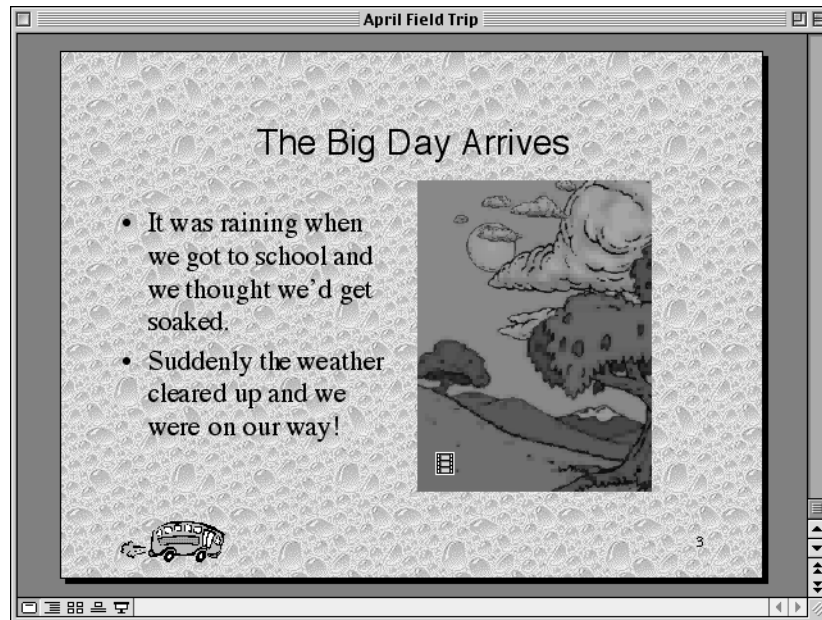 April Field Trip
The Big Day Arrives
• It was raining when
we got to school and
we thought we'd get
soaked.
• Suddenly the weather
cleared up and we
were on our way!
3